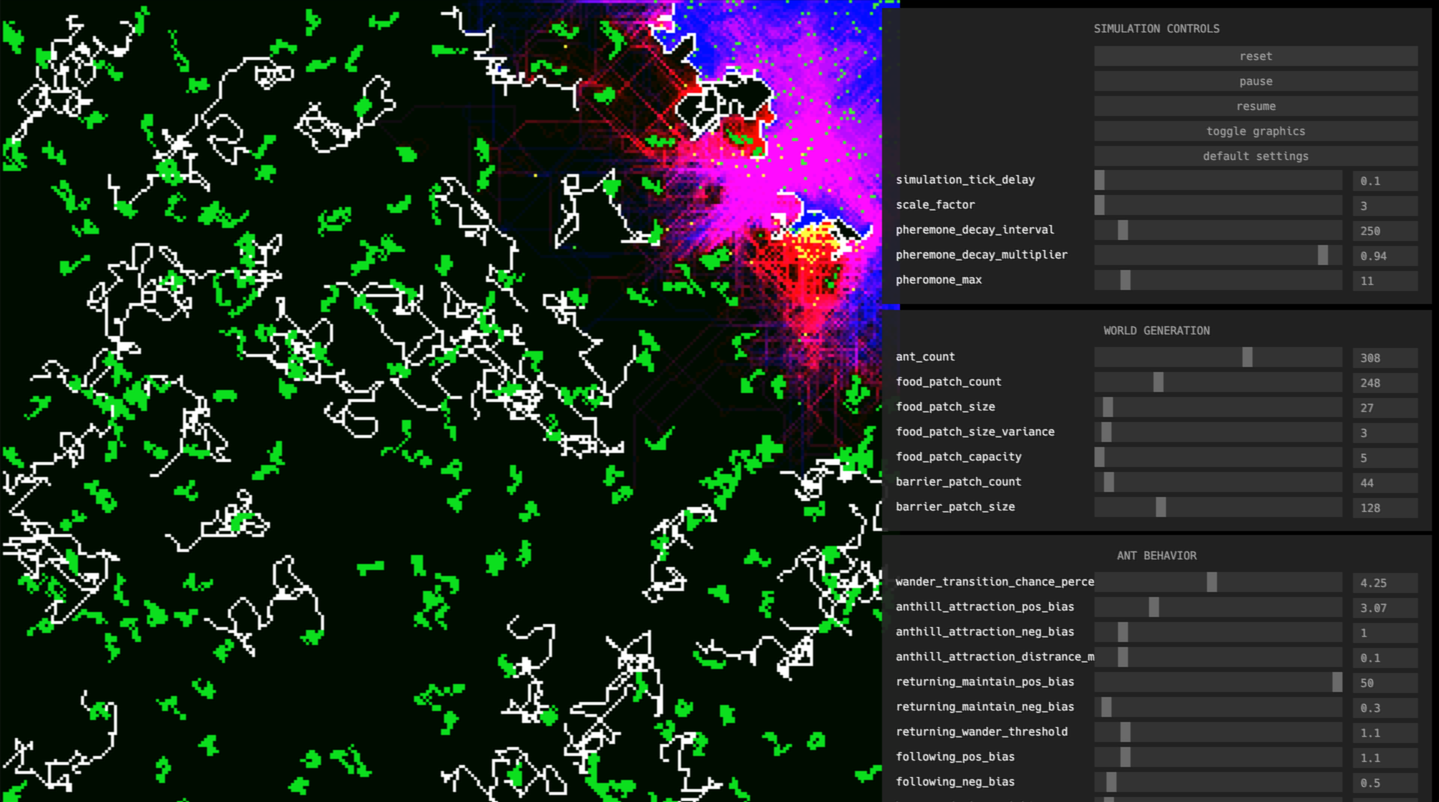 SIMULATION CONTROLS
reset
pause
resume
toggle graphics
default settings
simulation_tick_delay 0.1
scale_factor 3
pheremone_decay_interval 250
pheremone_decay_multiplier 0.94
pheromone_max 11
WORLD GENERATION
ant_count 308
food_patch_count 248
food_patch_size 27
food_patch_size_variance 3
food_patch_capacity 5
barrier_patch_count 44
barrier_patch_size 128
ANT BEHAVIOR
wander_transition_chance_perce 4.25
anthill_attraction_pos_bias 3.07
anthill_attraction_neg_bias 1
anthill_attraction_distrance_m 0.1
returning_maintain_pos_bias 50
returning_maintain_neg_bias 0.3
returning_wander_threshold 1.1
following_pos_bias 1.1
following_neg_bias 0.5